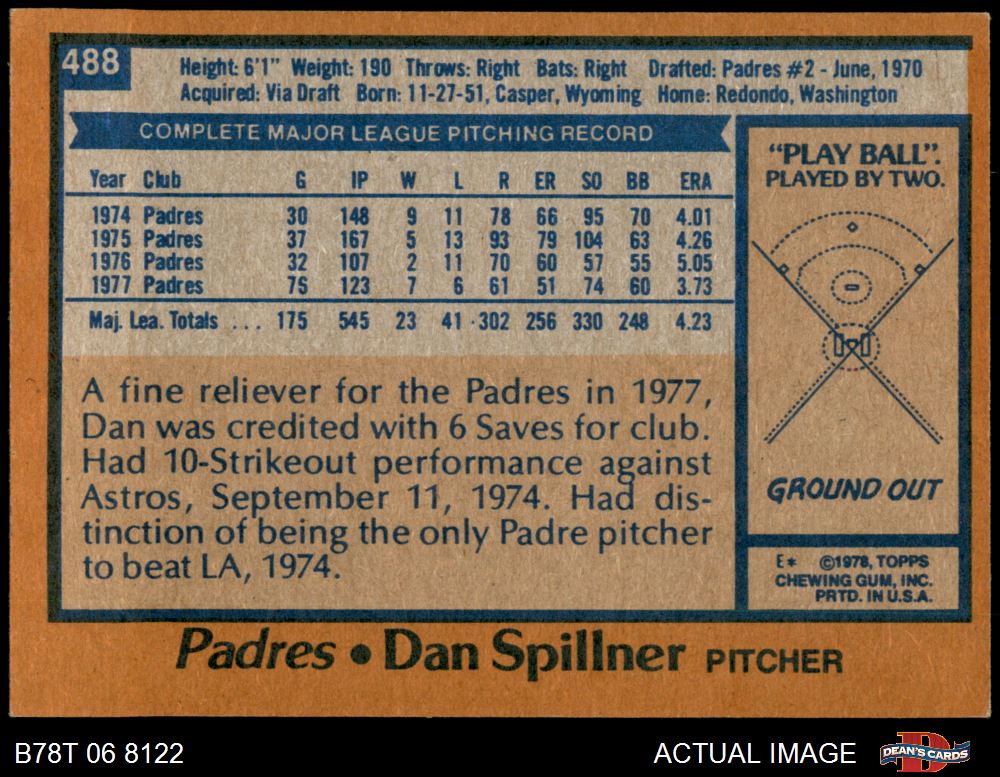 488
Height: 6'1" Weight: 190 Throws: Right Bats: Right Drafted: Padres #2 - June, 1970
Acquired: Via Draft Born: 11-27-51, Casper, Wyoming Home: Redondo, Washington
COMPLETE MAJOR LEAGUE PITCHING RECORD
Year Club G IP W L R ER SO BB ERA
1974 Padres 30 148 9 11 78 66 95 70 4.01
1975 Padres 37 167 5 13 93 79 104 63 4.26
1976 Padres 32 107 2 11 70 60 57 55 5.05
1977 Padres 76 123 7 6 61 51 74 60 3.73
Maj. Lea. Totals ... 175 545 23 41 302 256 330 248 4.23
A fine reliever for the Padres in 1977,
Dan was credited with 6 Saves for club.
Had 10-Strikeout performance against
Astros, September 11, 1974. Had dis-
tinction of being the only Padre pitcher
to beat LA, 1974.
"PLAY BALL".
PLAYED BY TWO.
GROUND OUT
E* ©1978, TOPPS
CHEWING GUM, INC.
PRTD. IN U.S.A.
Padres • Dan Spillner PITCHER
B78T 06 8122
ACTUAL IMAGE
DEAN'S CARDS